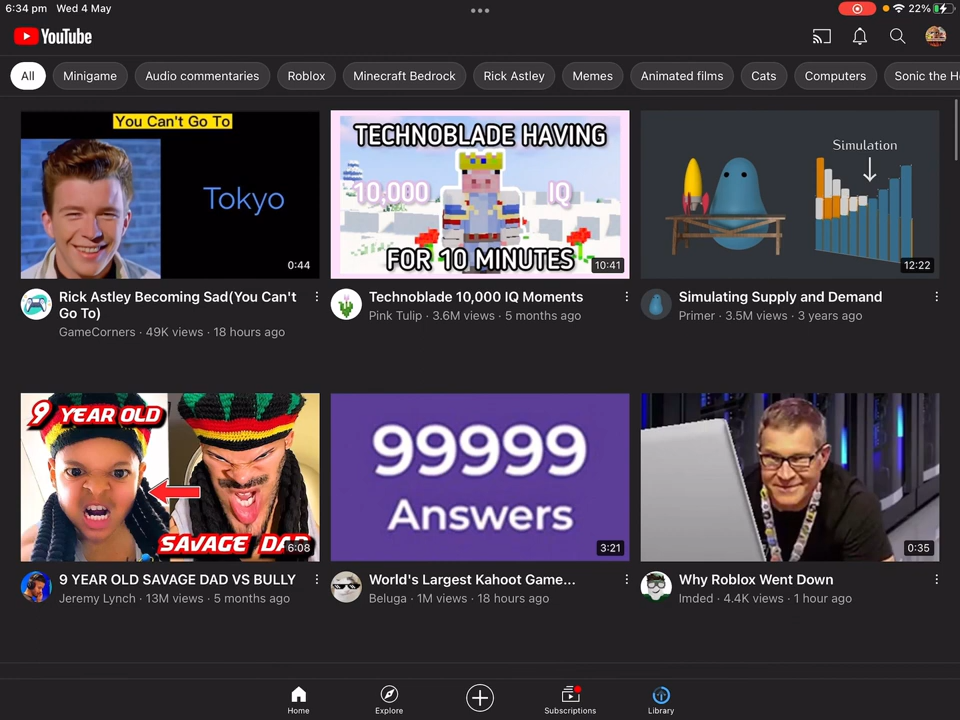 6:34 pm Wed 4 May
22%
YouTube
All Minigame Audio commentaries Roblox Minecraft Bedrock Rick Astley Memes Animated films Cats Computers Sonic the H
You Can't Go To
Tokyo
0:44
TECHNOBLADE HAVING
10,000 IQ
FOR 10 MINUTES
10:41
Simulation
12:22
Rick Astley Becoming Sad(You Can't
Go To)
GameCorners · 49K views · 18 hours ago
Technoblade 10,000 IQ Moments
Pink Tulip · 3.6M views · 5 months ago
Simulating Supply and Demand
Primer · 3.5M views · 3 years ago
9 YEAR OLD
SAVAGE DAD
6:08
99999
Answers
3:21
0:35
9 YEAR OLD SAVAGE DAD VS BULLY
Jeremy Lynch · 13M views · 5 months ago
World's Largest Kahoot Game...
Beluga · 1M views · 18 hours ago
Why Roblox Went Down
Imded · 4.4K views · 1 hour ago
Home Explore Subscriptions Library